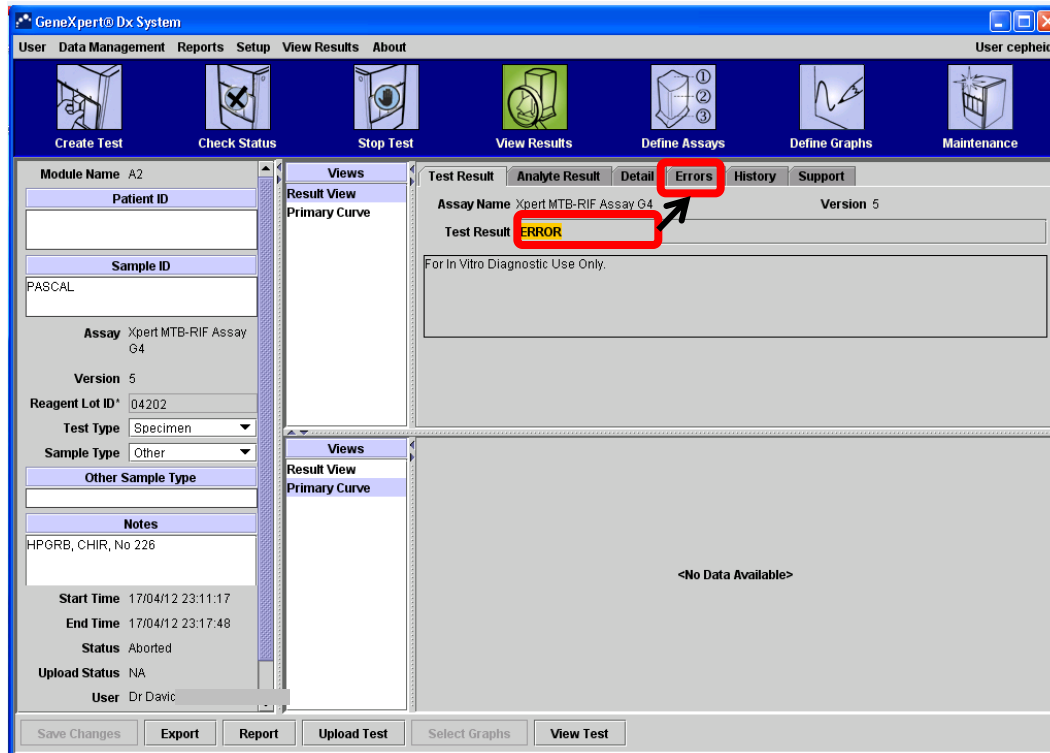 GeneXpert® Dx System
User Data Management Reports Setup View Results About
User cepheid
Create Test
Check Status
Stop Test
① ② ③
View Results
Define Assays
Define Graphs
Maintenance
Module Name A2
Patient ID
Sample ID
PASCAL
Assay Xpert MTB-RIF Assay
G4
Version 5
Reagent Lot ID* 04202
Test Type Specimen
Sample Type Other
Other Sample Type
Notes
HPGRB, CHIR, No 226
Start Time 17/04/12 23:11:17
End Time 17/04/12 23:17:48
Status Aborted
Upload Status NA
User Dr David
Views
Result View
Primary Curve
Test Result Analyte Result Detail Errors History Support
Assay Name Xpert MTB-RIF Assay G4 Version 5
Test Result ERROR
For In Vitro Diagnostic Use Only.
Views
Result View
Primary Curve
<No Data Available>
Save Changes Export Report Upload Test Select Graphs View Test